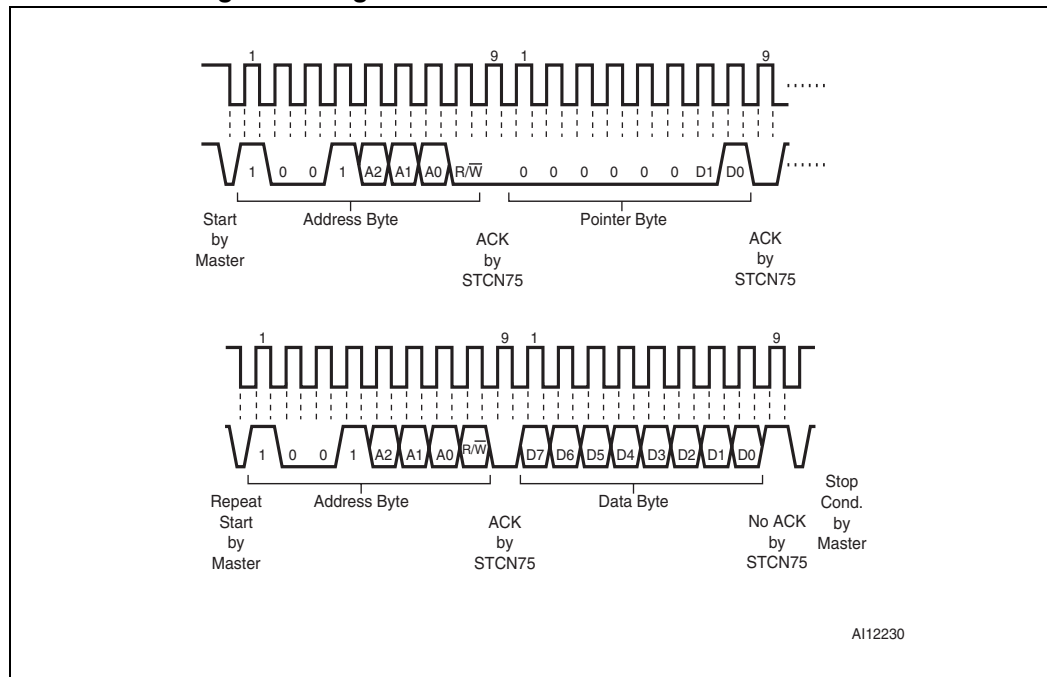 1 9 1 9
1 0 0 1 A2 A1 A0 R/W̅ 0 0 0 0 0 0 D1 D0
Start
by
Master
Address Byte
ACK
by
STCN75
Pointer Byte
ACK
by
STCN75
1 9 1 9
1 0 0 1 A2 A1 A0 R/W̅ D7 D6 D5 D4 D3 D2 D1 D0
Repeat
Start
by
Master
Address Byte
ACK
by
STCN75
Data Byte
No ACK
by
STCN75
Stop
Cond.
by
Master
AI12230